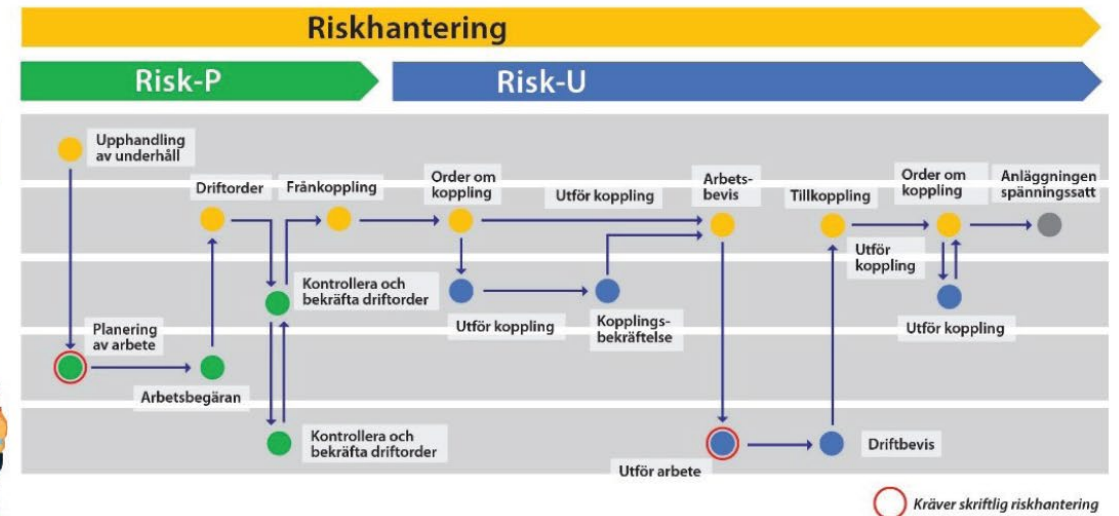 Riskhantering
Risk-P
Risk-U
Upphandling
av underhåll
Driftorder
Frånkoppling
Order om
koppling
Utför koppling
Arbets-
bevis
Tillkoppling
Order om
koppling
Anläggningen
spänningssatt
Utför
koppling
Kontrollera och
bekräfta driftorder
Utför koppling
Kopplings-
bekräftelse
Utför koppling
Planering
av arbete
Arbetsbegäran
Kontrollera och
bekräfta driftorder
Utför arbete
Driftbevis
Kräver skriftlig riskhantering